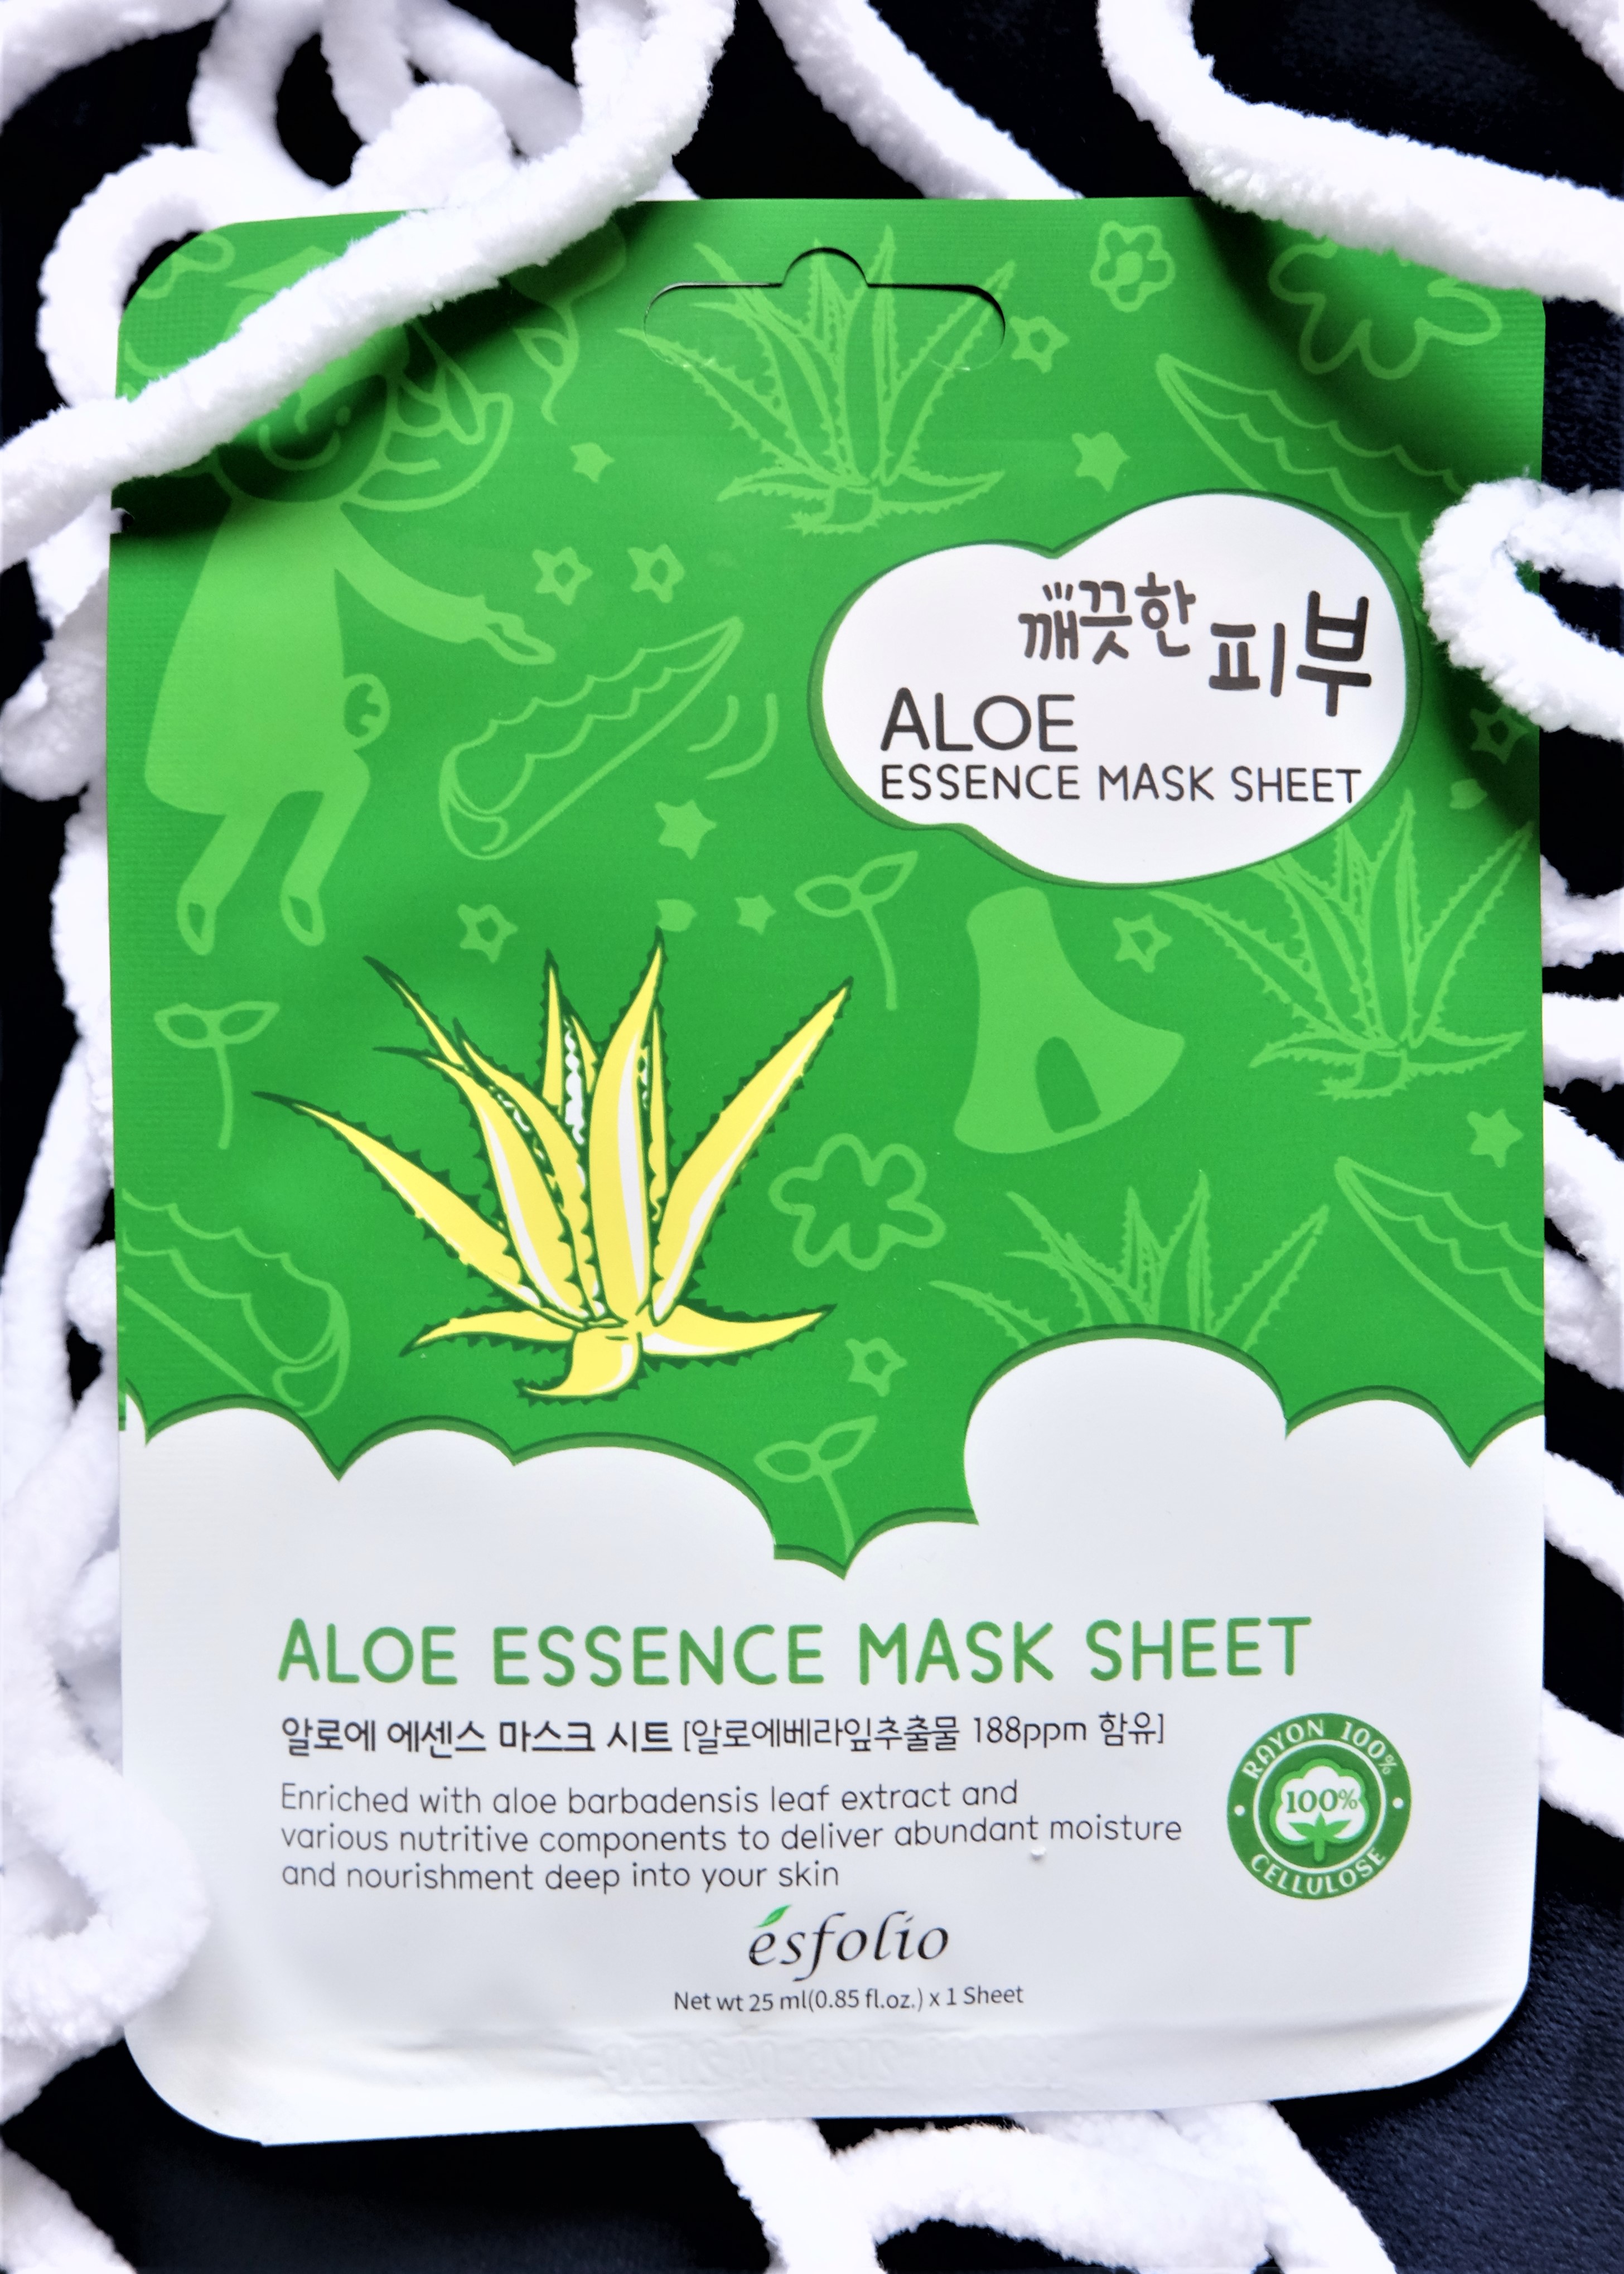 깨끗한 피부
ALOE
ESSENCE MASK SHEET
ALOE ESSENCE MASK SHEET
알로에 에센스 마스크 시트 [알로에베라잎추출물 188ppm 함유]
Enriched with aloe barbadensis leaf extract and
various nutritive components to deliver abundant moisture
and nourishment deep into your skin
RAYON 100%
100%
CELLULOSE
ésfolio
Net wt 25 ml(0.85 fl.oz.) x 1 Sheet